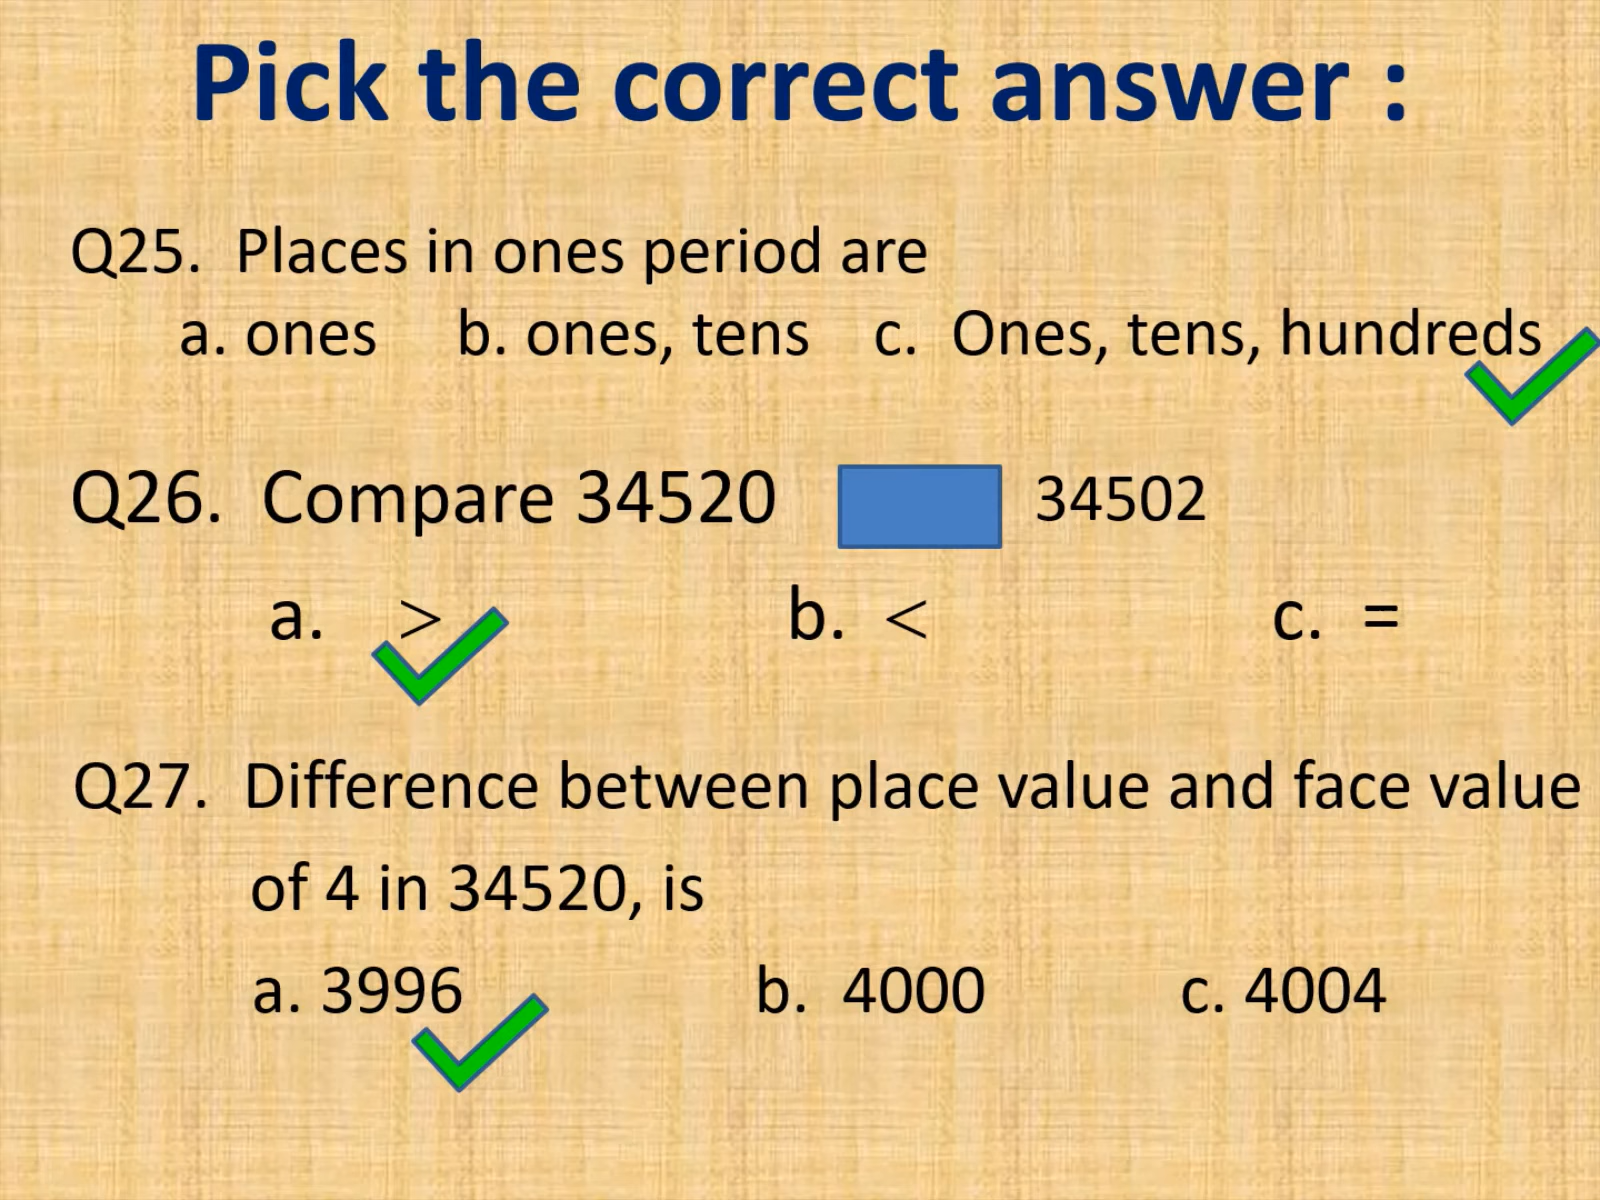 Pick the correct answer :
Q25. Places in ones period are
a. ones b. ones, tens c. Ones, tens, hundreds
Q26. Compare 34520 34502
a. > b. < c. =
Q27. Difference between place value and face value
of 4 in 34520, is
a. 3996 b. 4000 c. 4004